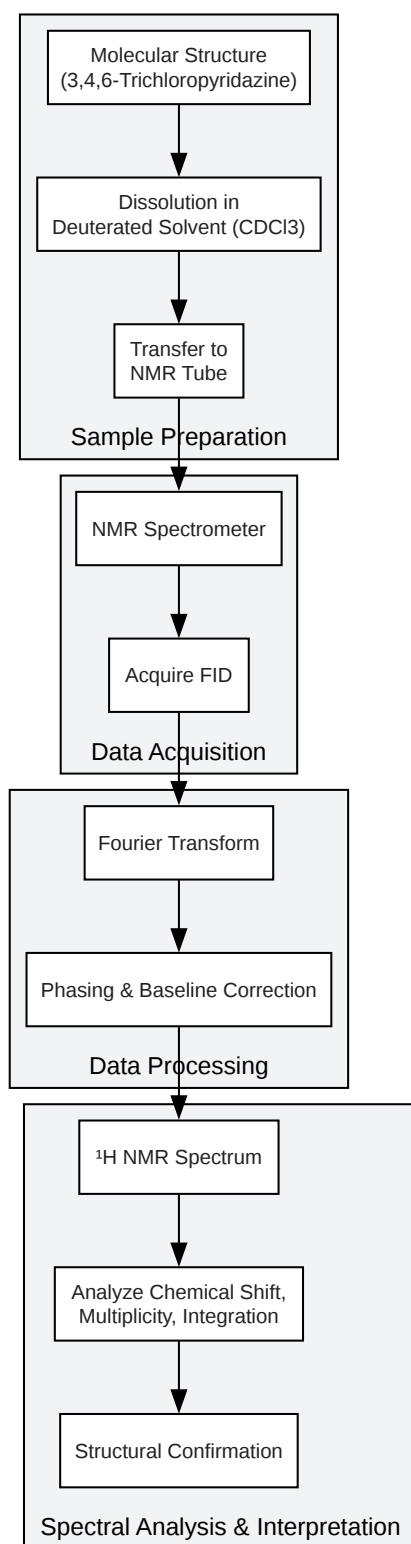 Molecular Structure
(3,4,6-Trichloropyridazine)
Dissolution in
Deuterated Solvent (CDCl3)
Transfer to
NMR Tube
Sample Preparation
NMR Spectrometer
Acquire FID
Data Acquisition
Fourier Transform
Phasing & Baseline Correction
Data Processing
¹H NMR Spectrum
Analyze Chemical Shift,
Multiplicity, Integration
Structural Confirmation
Spectral Analysis & Interpretation